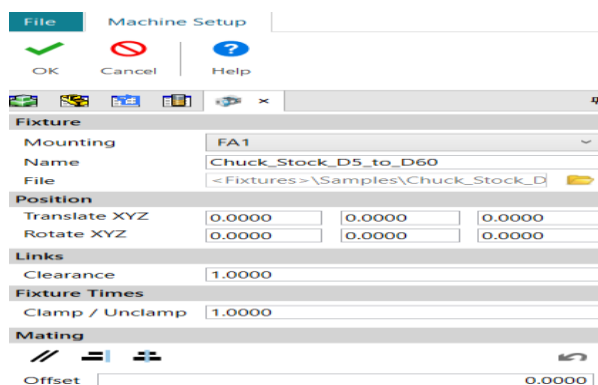 File Machine Setup
OK Cancel Help
Fixture
Mounting FA1
Name Chuck_Stock_D5_to_D60
File <Fixtures>\Samples\Chuck_Stock_D
Position
Translate XYZ 0.0000 0.0000 0.0000
Rotate XYZ 0.0000 0.0000 0.0000
Links
Clearance 1.0000
Fixture Times
Clamp / Unclamp 1.0000
Mating
Offset 0.0000